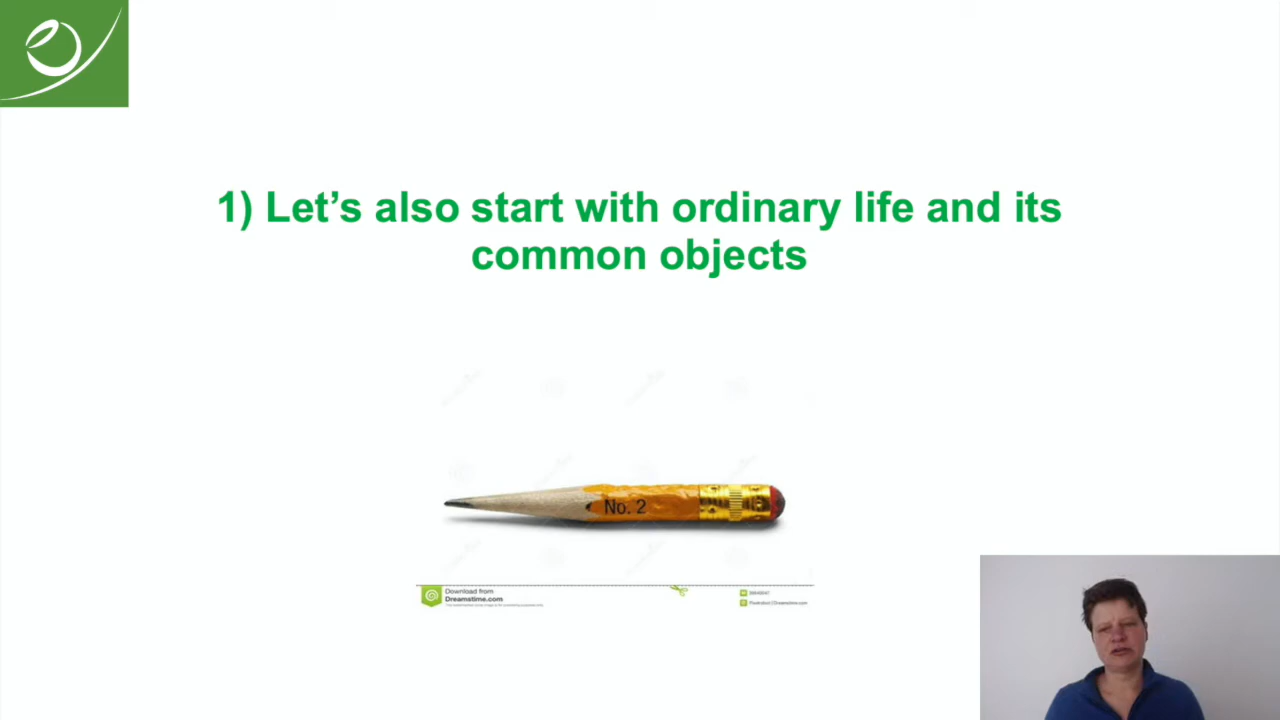 1) Let’s also start with ordinary life and its
common objects
No. 2
Download from
Dreamstime.com